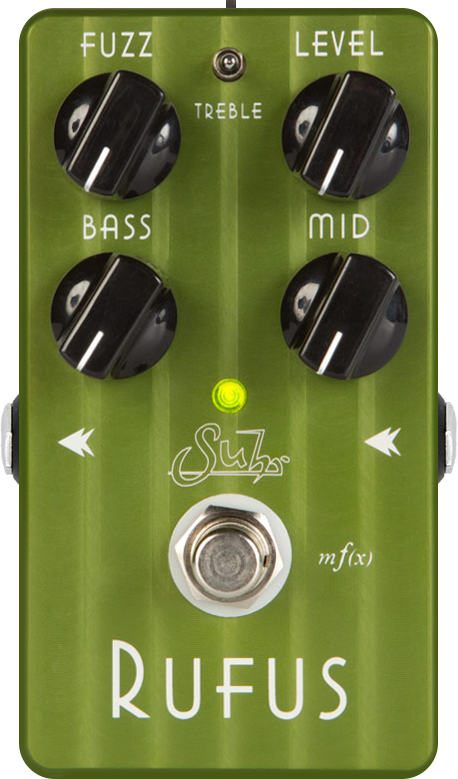 FUZZ LEVEL
TREBLE
BASS MID
Suhr
mf(x)
RUFUS